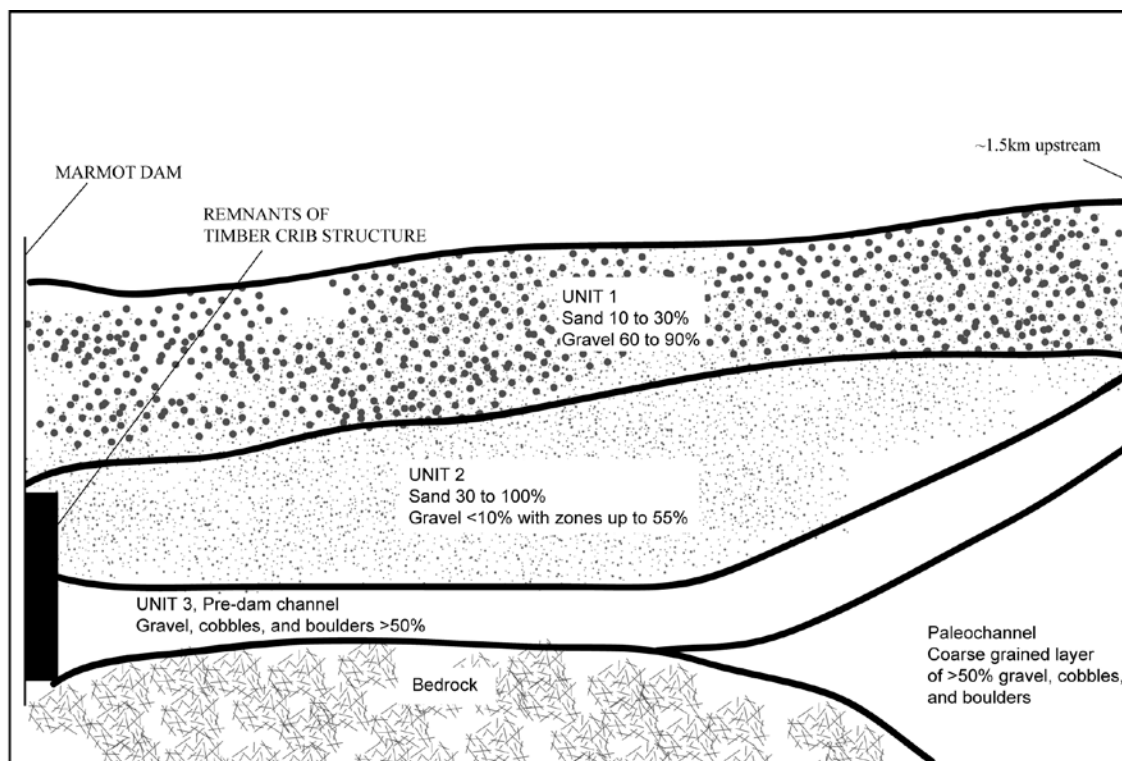 ~1.5km upstream
MARMOT DAM
REMNANTS OF
TIMBER CRIB STRUCTURE
UNIT 1
Sand 10 to 30%
Gravel 60 to 90%
UNIT 2
Sand 30 to 100%
Gravel <10% with zones up to 55%
UNIT 3, Pre-dam channel
Gravel, cobbles, and boulders >50%
Paleochannel
Coarse grained layer
of >50% gravel, cobbles,
and boulders
Bedrock